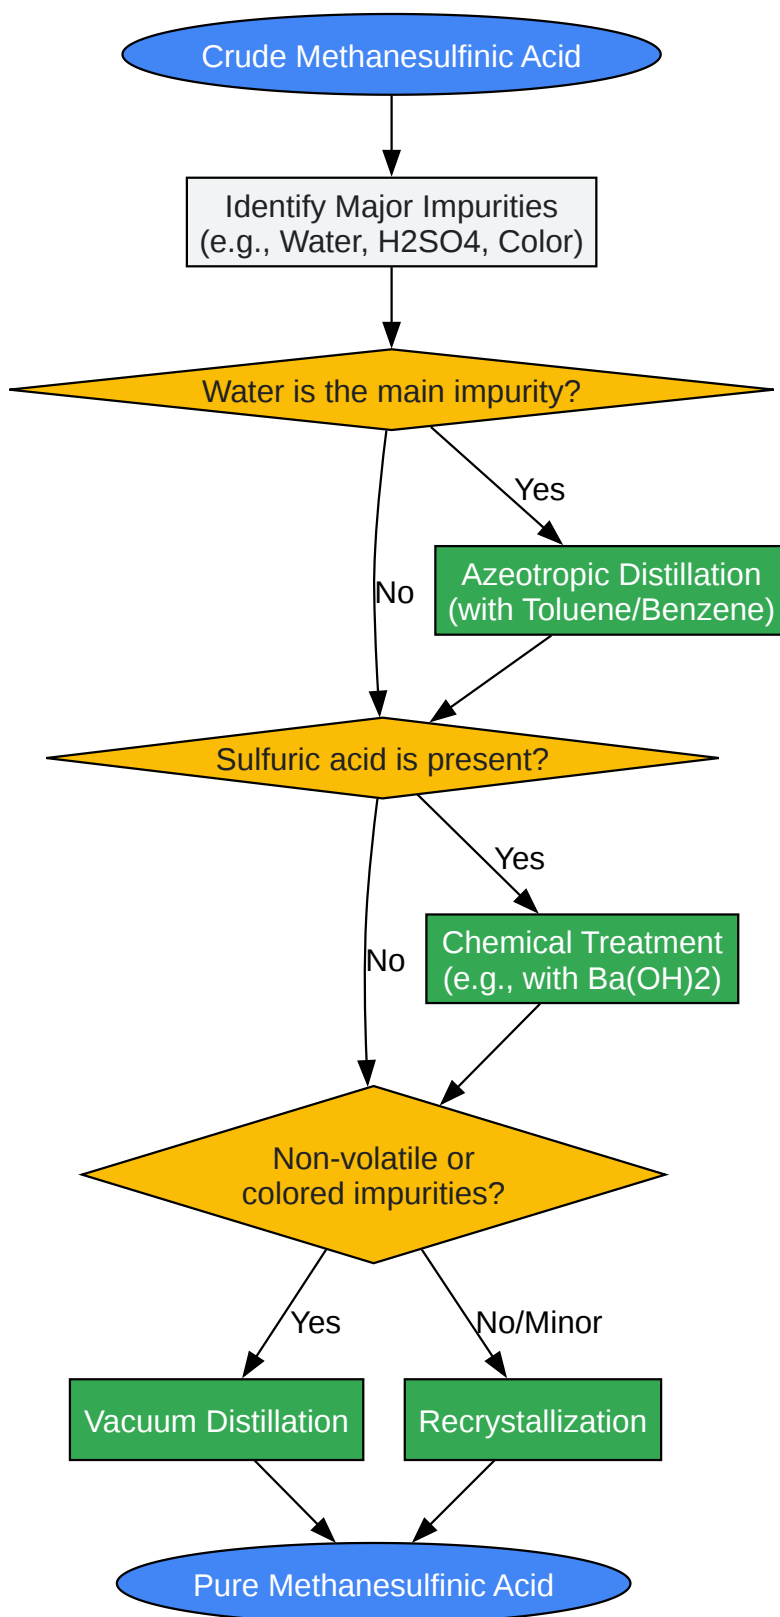 Crude Methanesulfinic Acid
Identify Major Impurities
(e.g., Water, H2SO4, Color)
Water is the main impurity?
Yes
Azeotropic Distillation
(with Toluene/Benzene)
No
Sulfuric acid is present?
Yes
Chemical Treatment
(e.g., with Ba(OH)2)
No
Non-volatile or
colored impurities?
Yes
No/Minor
Vacuum Distillation
Recrystallization
Pure Methanesulfinic Acid